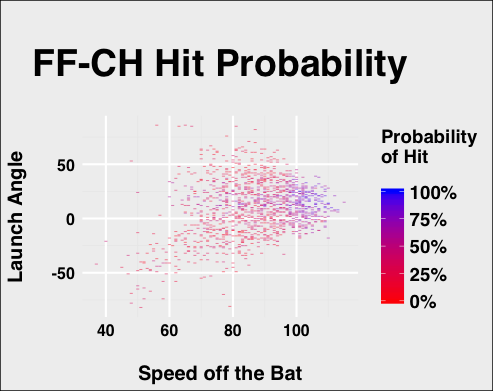 FF-CH Hit Probability
Launch Angle
50
0
-50
40 60 80 100
Speed off the Bat
Probability
of Hit
100%
75%
50%
25%
0%